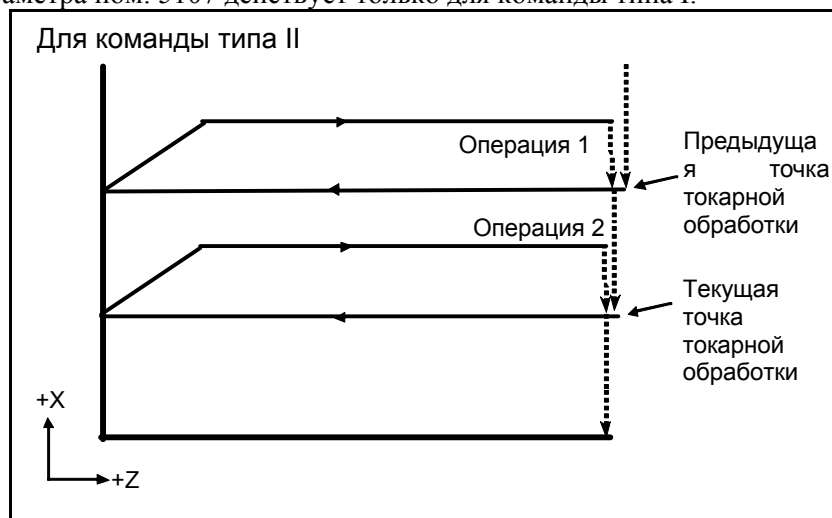 аметра ном. 5107 действует только для команды типа I.
Для команды типа II
Операция 1
Предыдуща
я точка
токарной
обработки
Операция 2
Текущая
точка
токарной
обработки
+X
+Z